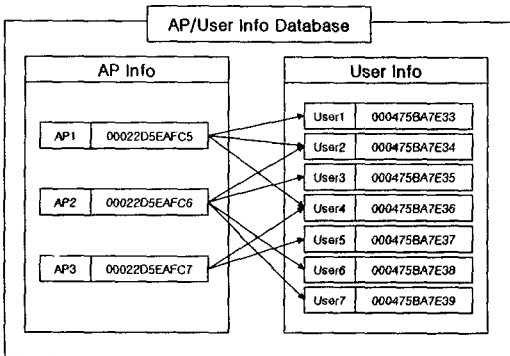 AP/User Info Database
AP Info
AP1 00022D5EAFC5
AP2 00022D5EAFC6
AP3 00022D5EAFC7
User Info
User1 000475BA7E33
User2 000475BA7E34
User3 000475BA7E35
User4 000475BA7E36
User5 000475BA7E37
User6 000475BA7E38
User7 000475BA7E39